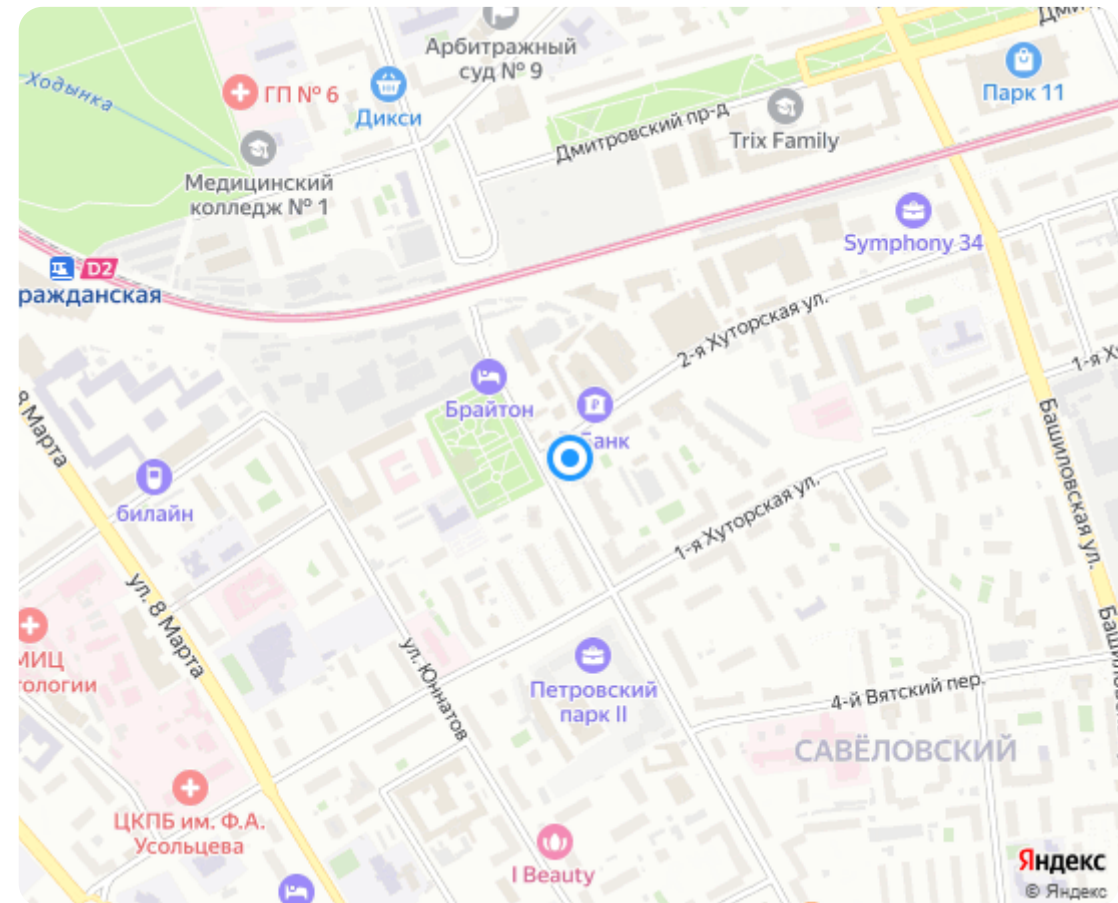 Арбитражный
суд № 9
Ходынка
ГП № 6
Дикси
Парк 11
Дмитровский пр-д
Trix Family
Медицинский
колледж № 1
Symphony 34
D2
ражданская
2-я Хуторская ул.
1-я Х
Брайтон
анк
8 Марта
билайн
Башиловская ул.
1-я Хуторская ул.
ул. 8 Марта
МИЦ
тологии
ул. Юннатов
Петровский
парк II
4-й Вятский пер.
САВЁЛОВСКИЙ
ЦКПБ им. Ф.А.
Усольцева
I Beauty
Яндекс
© Яндекс